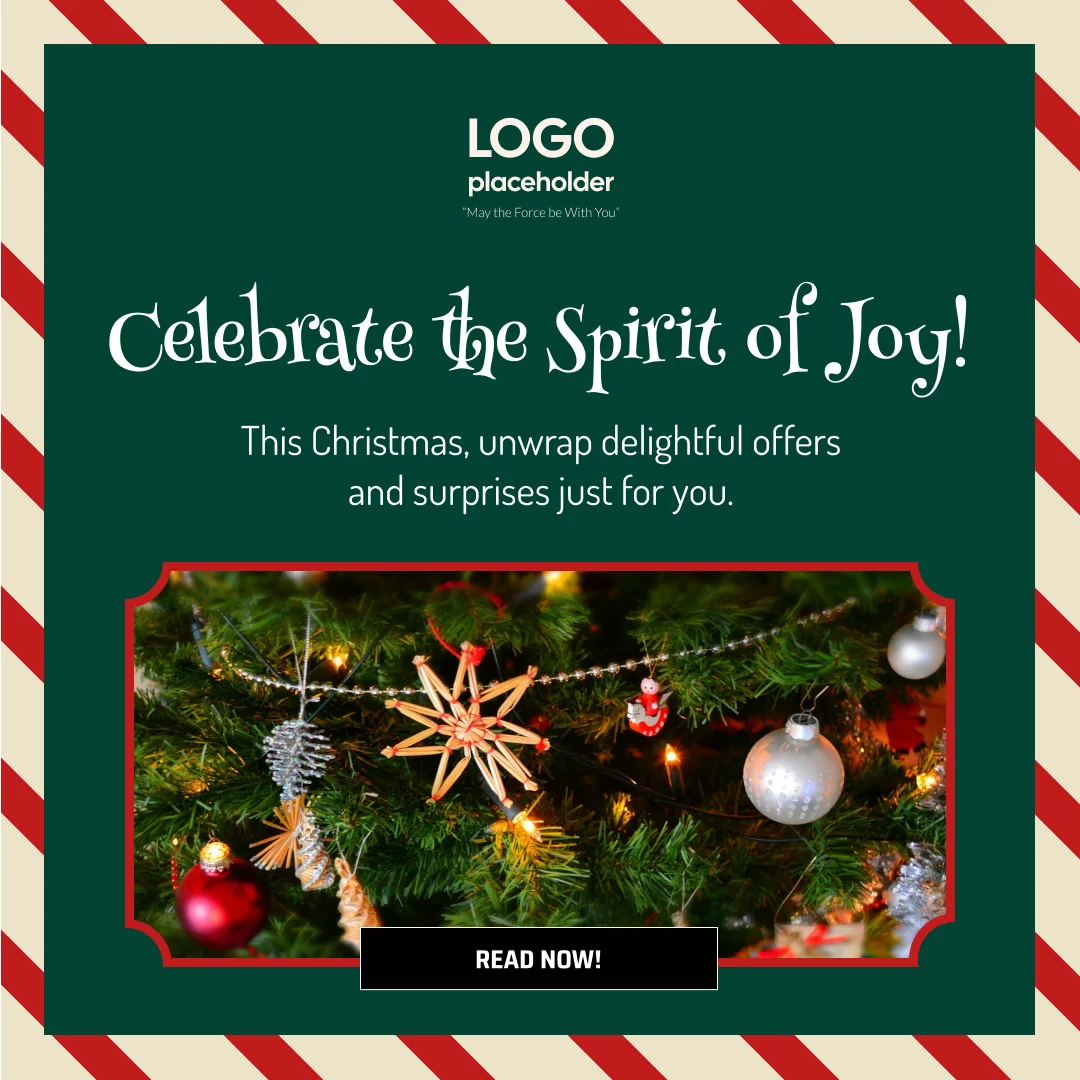 LOGO
placeholder
"May the Force be With You"
Celebrate the Spirit of Joy!
This Christmas, unwrap delightful offers
and surprises just for you.
READ NOW!